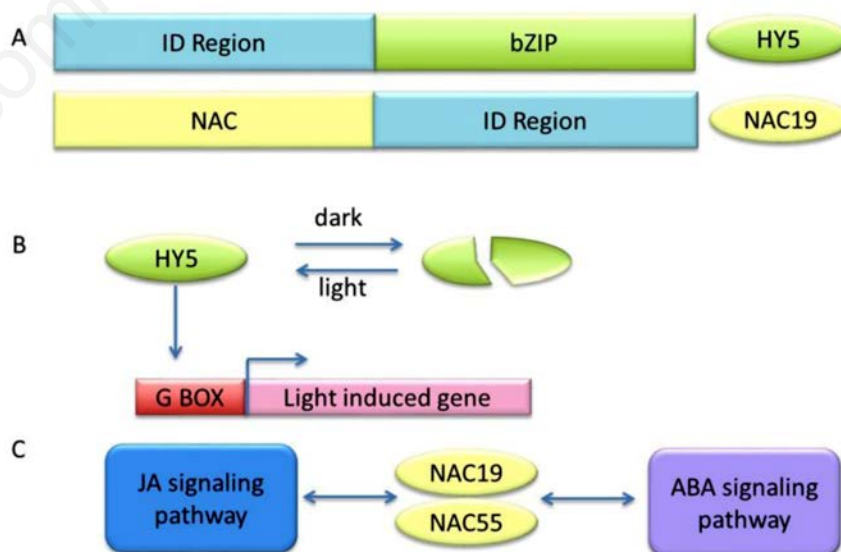 A
ID Region bZIP HY5
NAC ID Region NAC19
B
dark
HY5
light
G BOX Light induced gene
C
JA signaling
pathway
NAC19
NAC55
ABA signaling
pathway